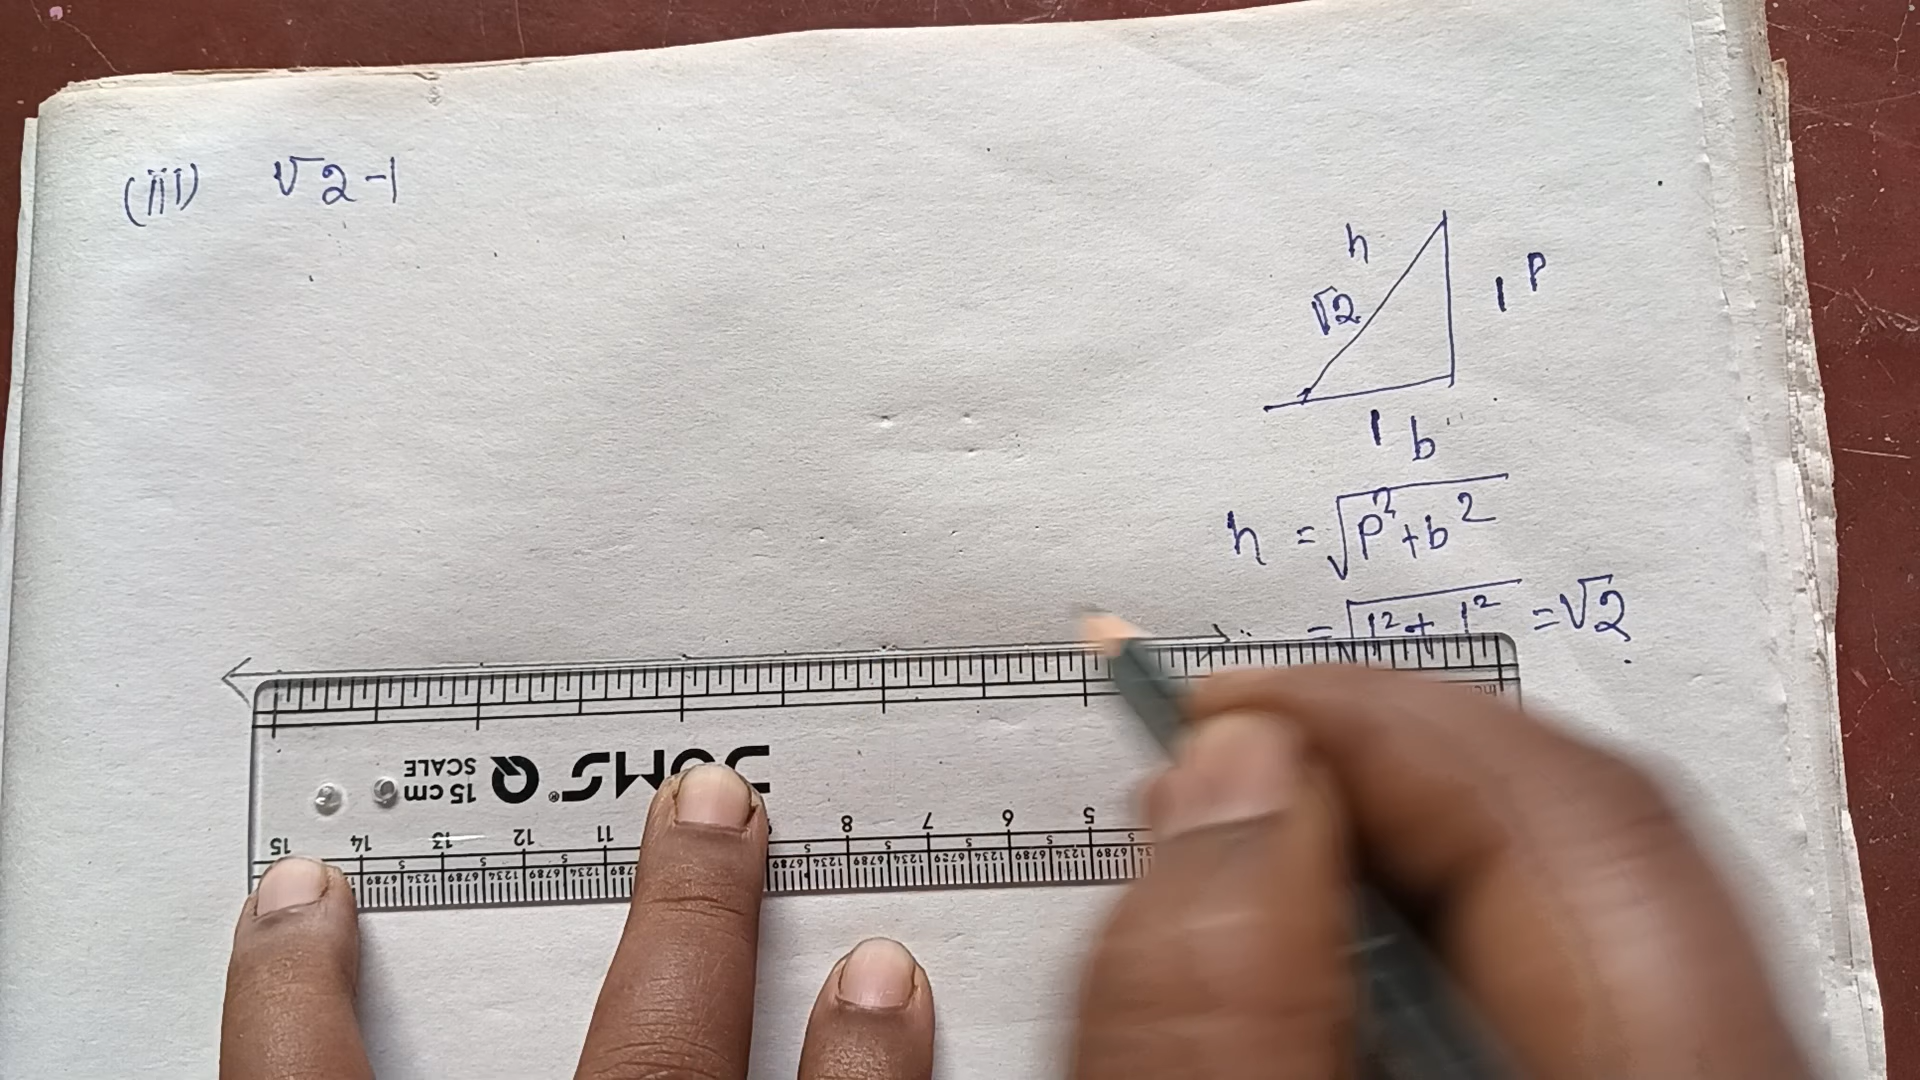 (iii) √2-1
h
√2
1 P
1 b
h = √P²+b²
= √1²+1² = √2
DOMS Q
15 cm
SCALE
15 14 13 12 11 8 7 6 5